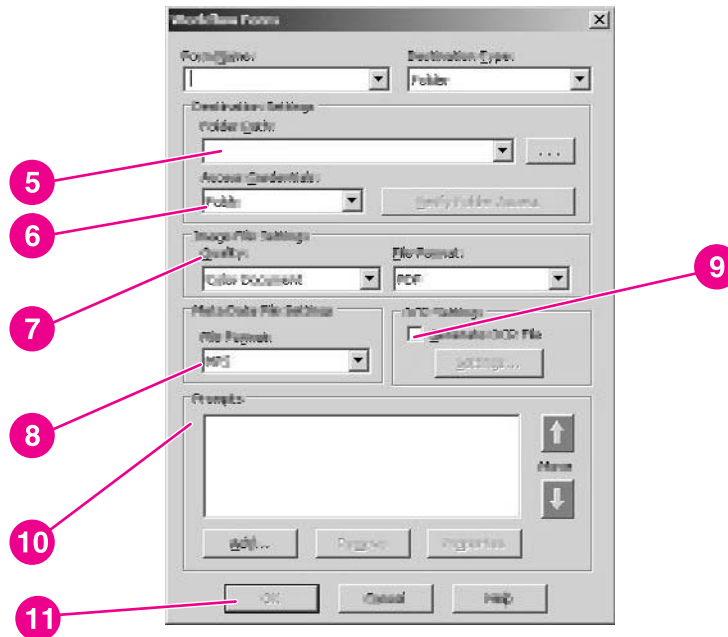 Workflow Form
Form Name:
Destination Type:
Folder
Destination Settings
Folder Path:
...
5
Access Credentials:
6
Public
Verify Folder Access
Image File Settings
Quality:
File Format:
9
Color Document
PDF
7
Meta-Data File Settings
OCR Settings
File Format:
Generate OCR File
Settings...
8
Prompts
Move
10
Add...
Remove
Properties
OK
Cancel
Help
11